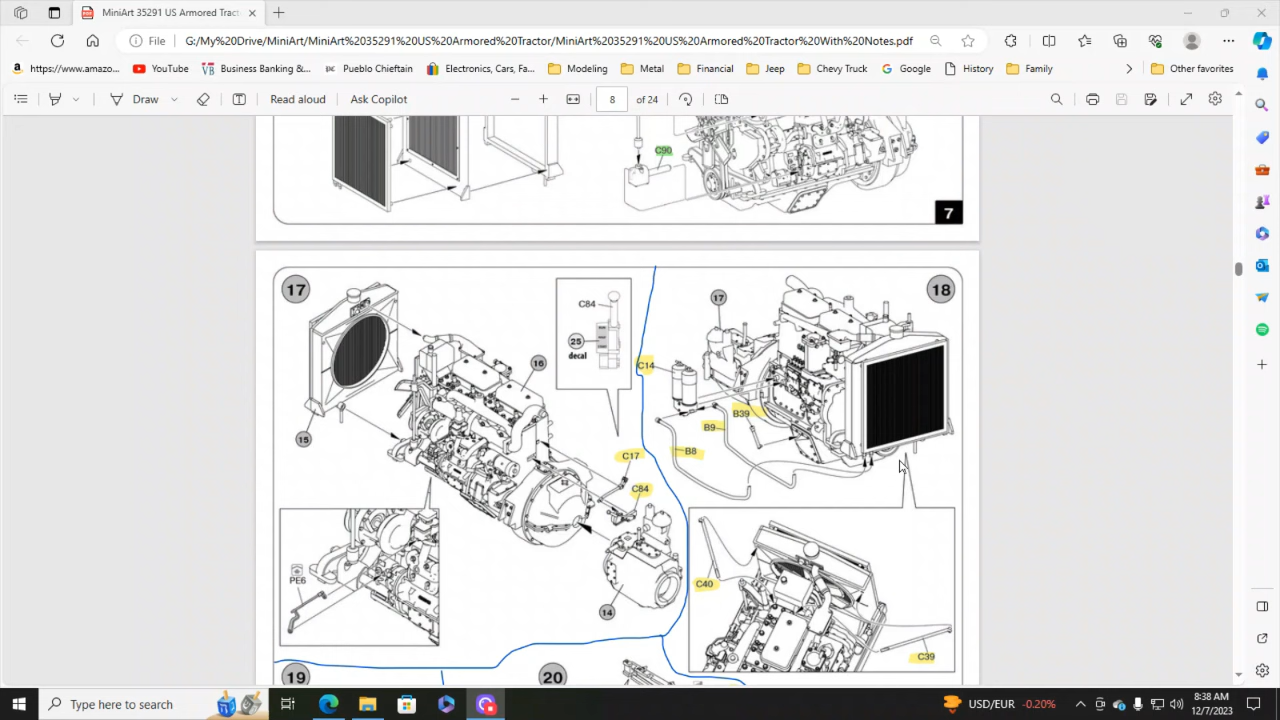 MiniArt 35291 US Armored Tract
File G:/My%20Drive/MiniArt/MiniArt%2035291%20US%20Armored%20Tractor/MiniArt%2035291%20US%20Armored%20Tractor%20With%20Notes.pdf
https://www.amazo... YouTube Business Banking &... Pueblo Chieftain Electronics, Cars, Fa... Modeling Metal Financial Jeep Chevy Truck Google History Family Other favorites
Draw Read aloud Ask Copilot 8 of 24
C90
7
17
18
C84
17
25
decal
C14
16
B39
B9
15
B8
C17
C84
PE6
C40
14
C39
19
20
Type here to search
USD/EUR -0.20%
8:38 AM
12/7/2023